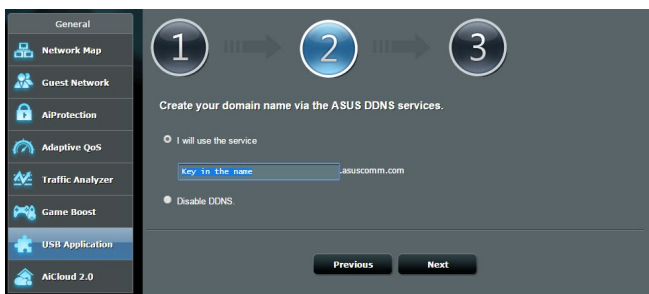 General
Network Map
Guest Network
AiProtection
Adaptive QoS
Traffic Analyzer
Game Boost
USB Application
AiCloud 2.0
1
2
3
Create your domain name via the ASUS DDNS services.
I will use the service
Key in the name .asuscomm.com
Disable DDNS.
Previous Next